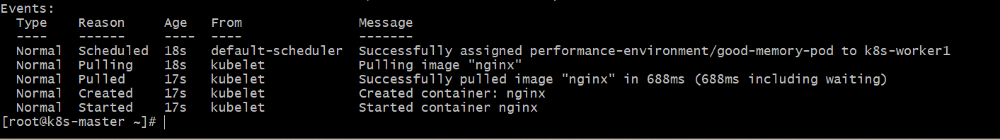 Events:
  Type    Reason     Age   From               Message
  ----    ------     ----  ----               -------
  Normal  Scheduled  18s   default-scheduler  Successfully assigned performance-environment/good-memory-pod to k8s-worker1
  Normal  Pulling    18s   kubelet            Pulling image "nginx"
  Normal  Pulled     17s   kubelet            Successfully pulled image "nginx" in 688ms (688ms including waiting)
  Normal  Created    17s   kubelet            Created container: nginx
  Normal  Started    17s   kubelet            Started container nginx
[root@k8s-master ~]#